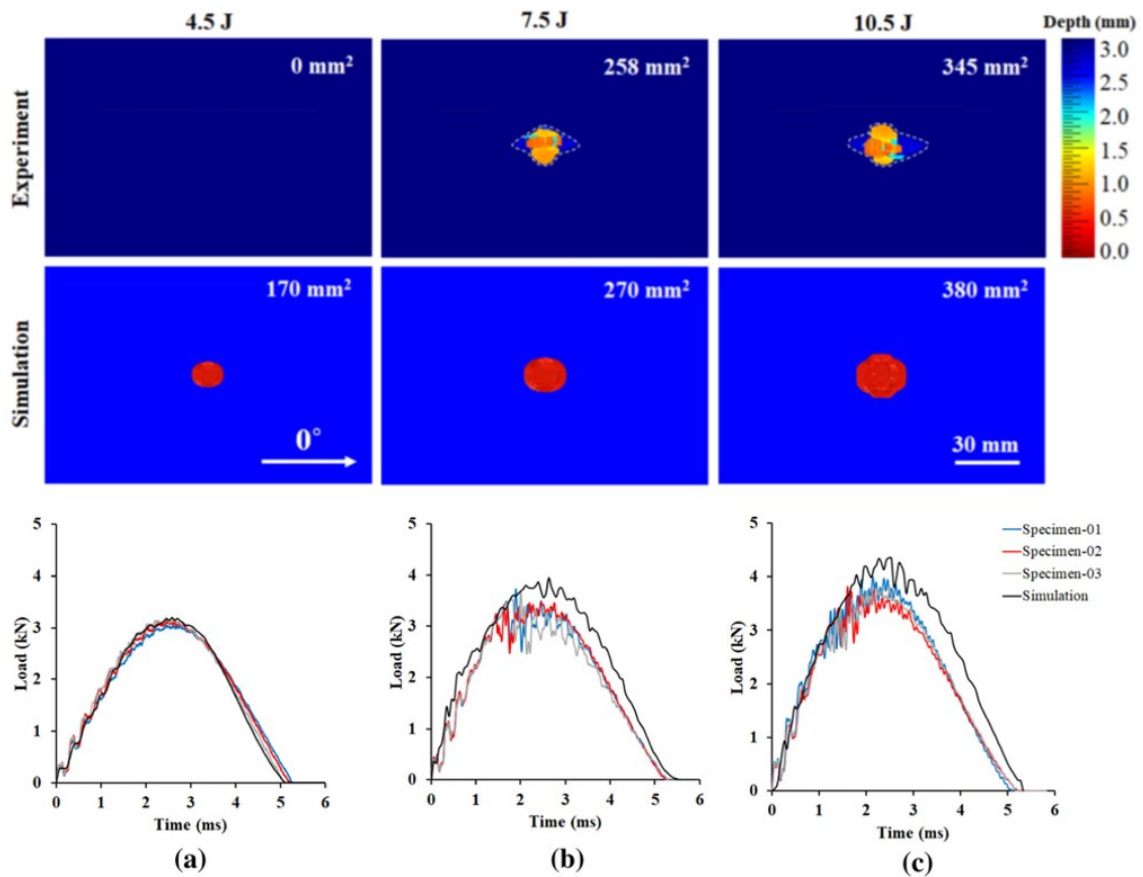 4.5 J 7.5 J 10.5 J Depth (mm)
Experiment
0 mm² 258 mm² 345 mm²
3.0
2.5
2.0
1.5
1.0
0.5
0.0
Simulation
170 mm² 270 mm² 380 mm²
0°
30 mm
Load (kN)
5
4
3
2
1
0
0 1 2 3 4 5 6
Time (ms)
(a)
Load (kN)
5
4
3
2
1
0
0 1 2 3 4 5 6
Time (ms)
(b)
Load (kN)
5
4
3
2
1
0
0 1 2 3 4 5 6
Time (ms)
(c)
Specimen-01
Specimen-02
Specimen-03
Simulation